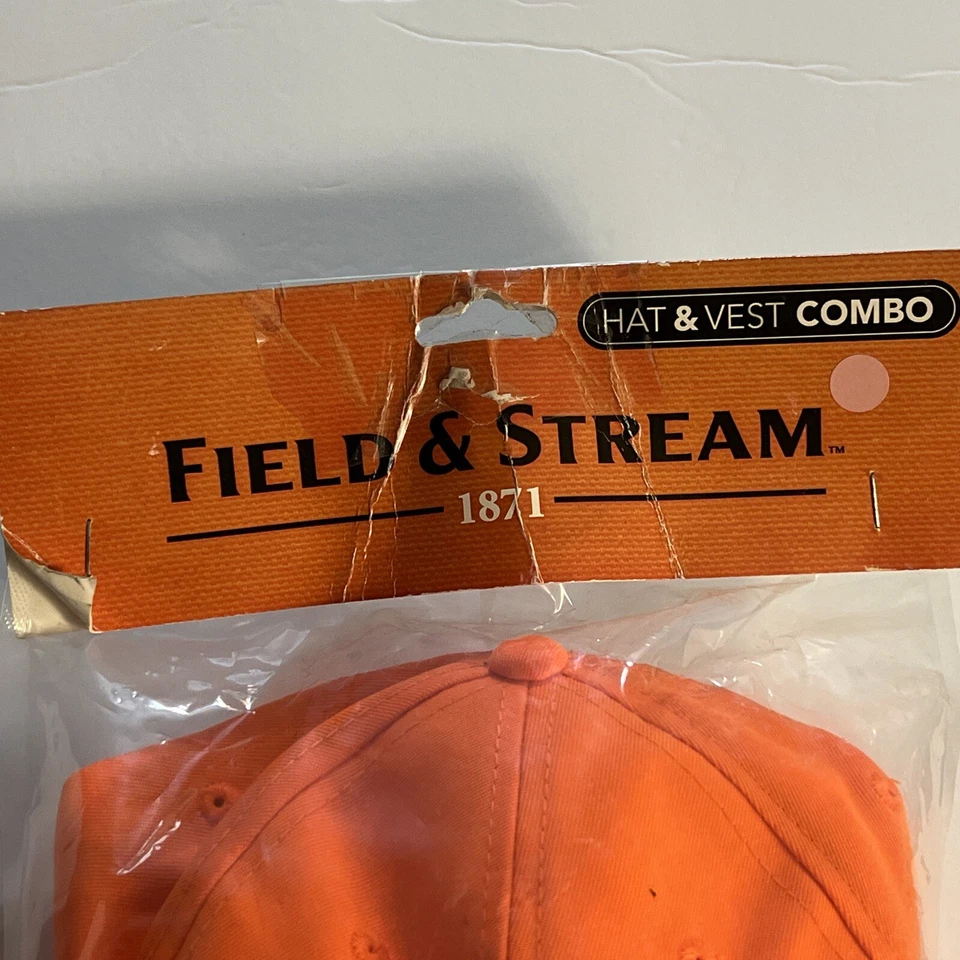 HAT & VEST COMBO
FIELD & STREAM™
1871